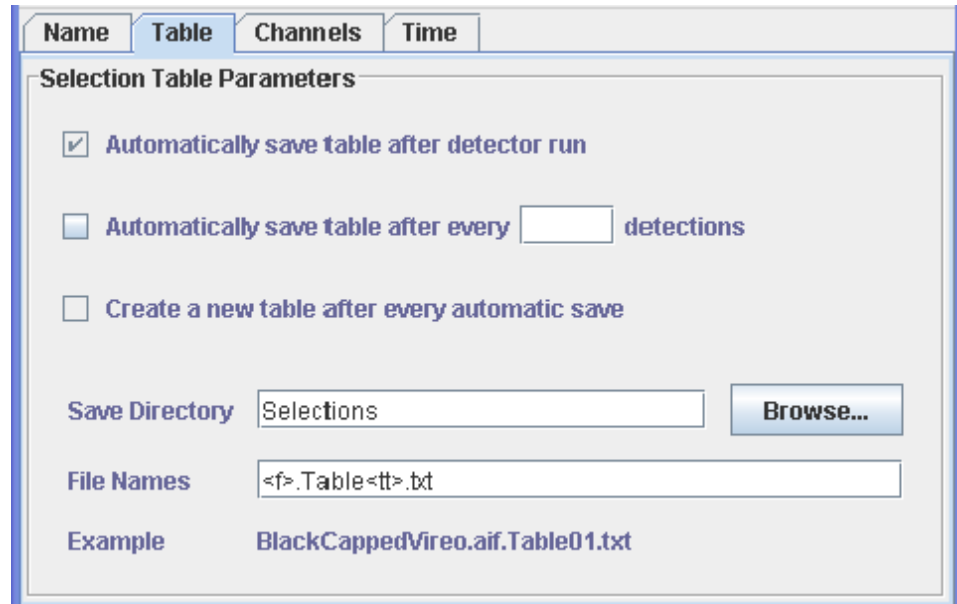 Name Table Channels Time
Selection Table Parameters
Automatically save table after detector run
Automatically save table after every detections
Create a new table after every automatic save
Save Directory Selections Browse...
File Names <f>.Table<tt>.txt
Example BlackCappedVireo.aif.Table01.txt